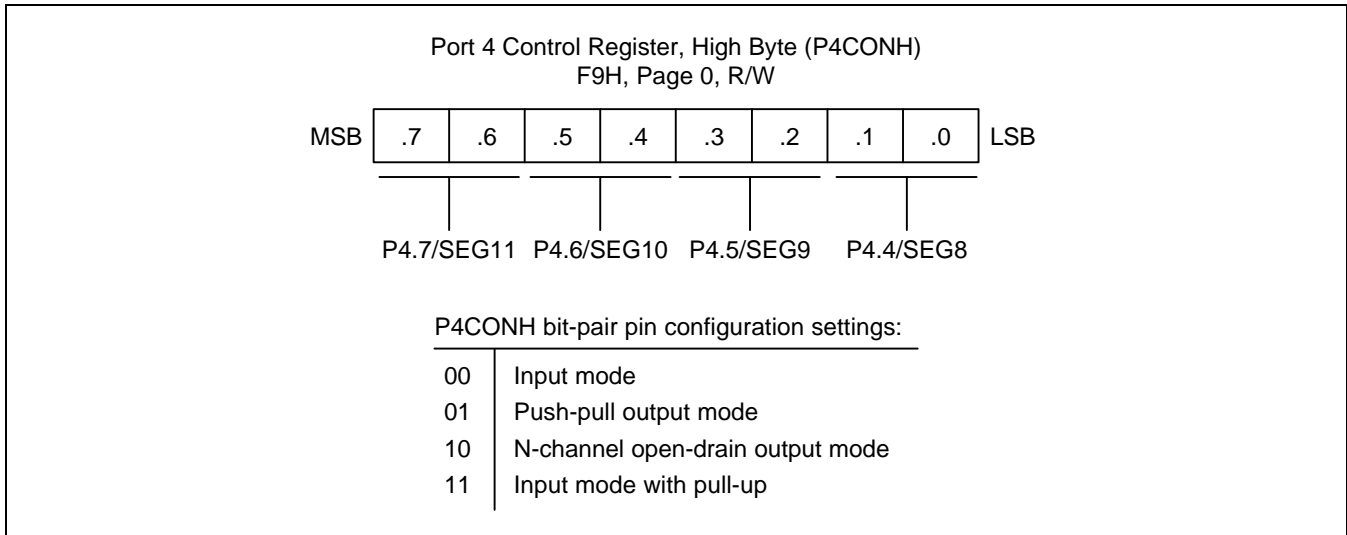 Port 4 Control Register, High Byte (P4CONH)
F9H, Page 0, R/W
MSB .7 .6 .5 .4 .3 .2 .1 .0 LSB
P4.7/SEG11 P4.6/SEG10 P4.5/SEG9 P4.4/SEG8
P4CONH bit-pair pin configuration settings:
00 Input mode
01 Push-pull output mode
10 N-channel open-drain output mode
11 Input mode with pull-up